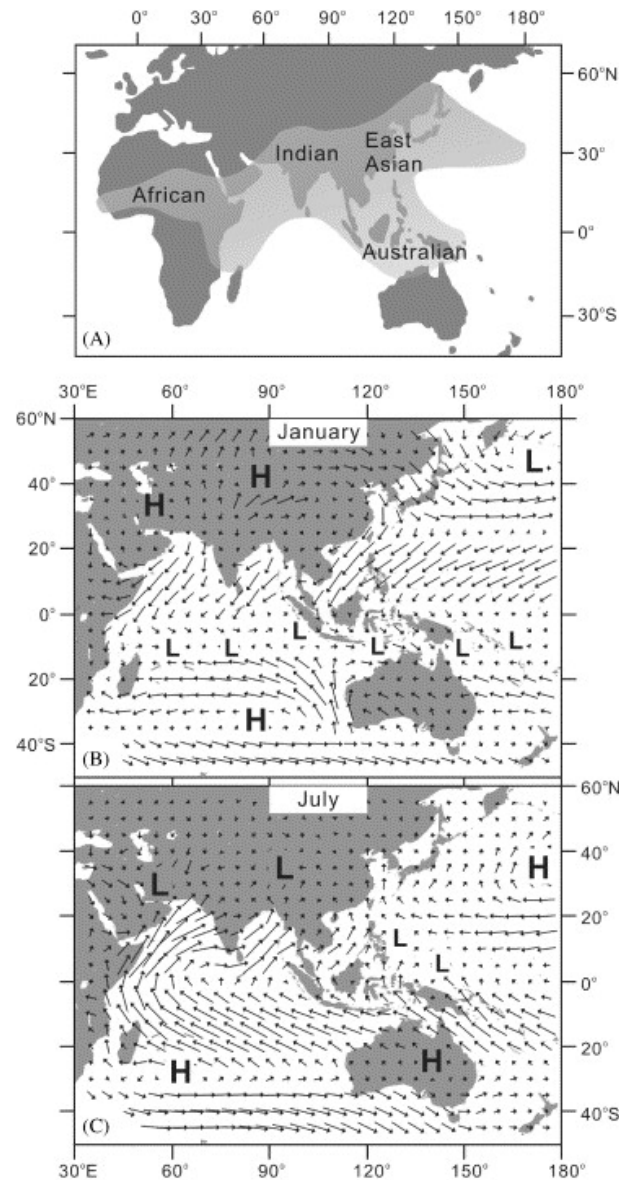 0° 30° 60° 90° 120° 150° 180°
60°N
Indian
East
Asian
30°
African
0°
Australian
30°S
(A)
30°E 60° 90° 120° 150° 180°
60°N
January
H
L
40°
H
20°
0°
L L L L L L
20°
H
40°S
(B)
July
60°N
L
L
H
40°
20°
L
L
0°
H
H
20°
40°S
(C)
30°E 60° 90° 120° 150° 180°